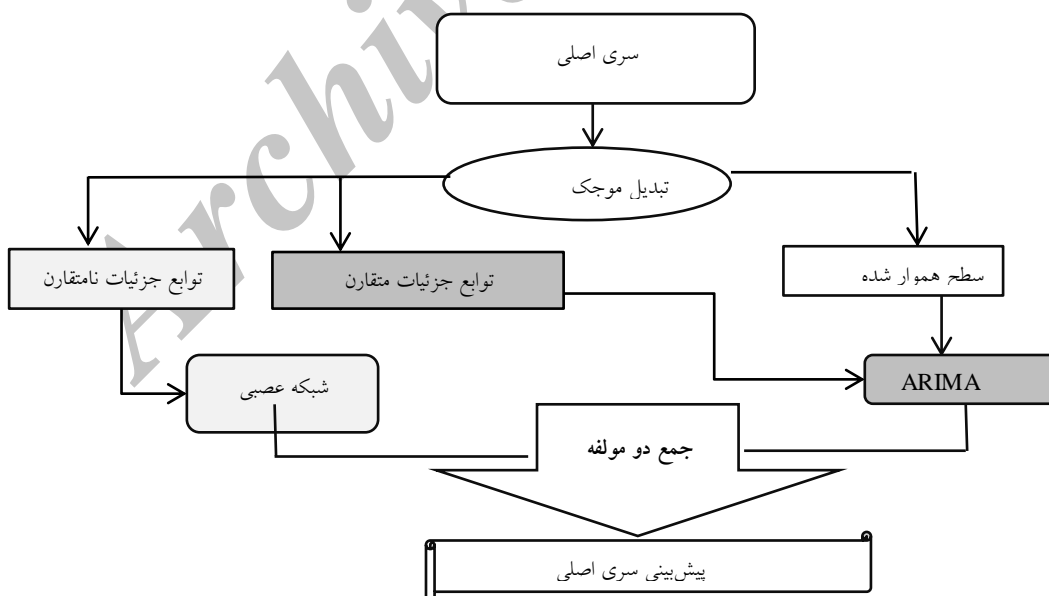 Archive
سری اصلی
تبدیل موجک
سطح هموار شده
توابع جزئیات متقارن
توابع جزئیات نامتقارن
ARIMA
شبکه عصبی
جمع دو مولفه
پیش‌بینی سری اصلی